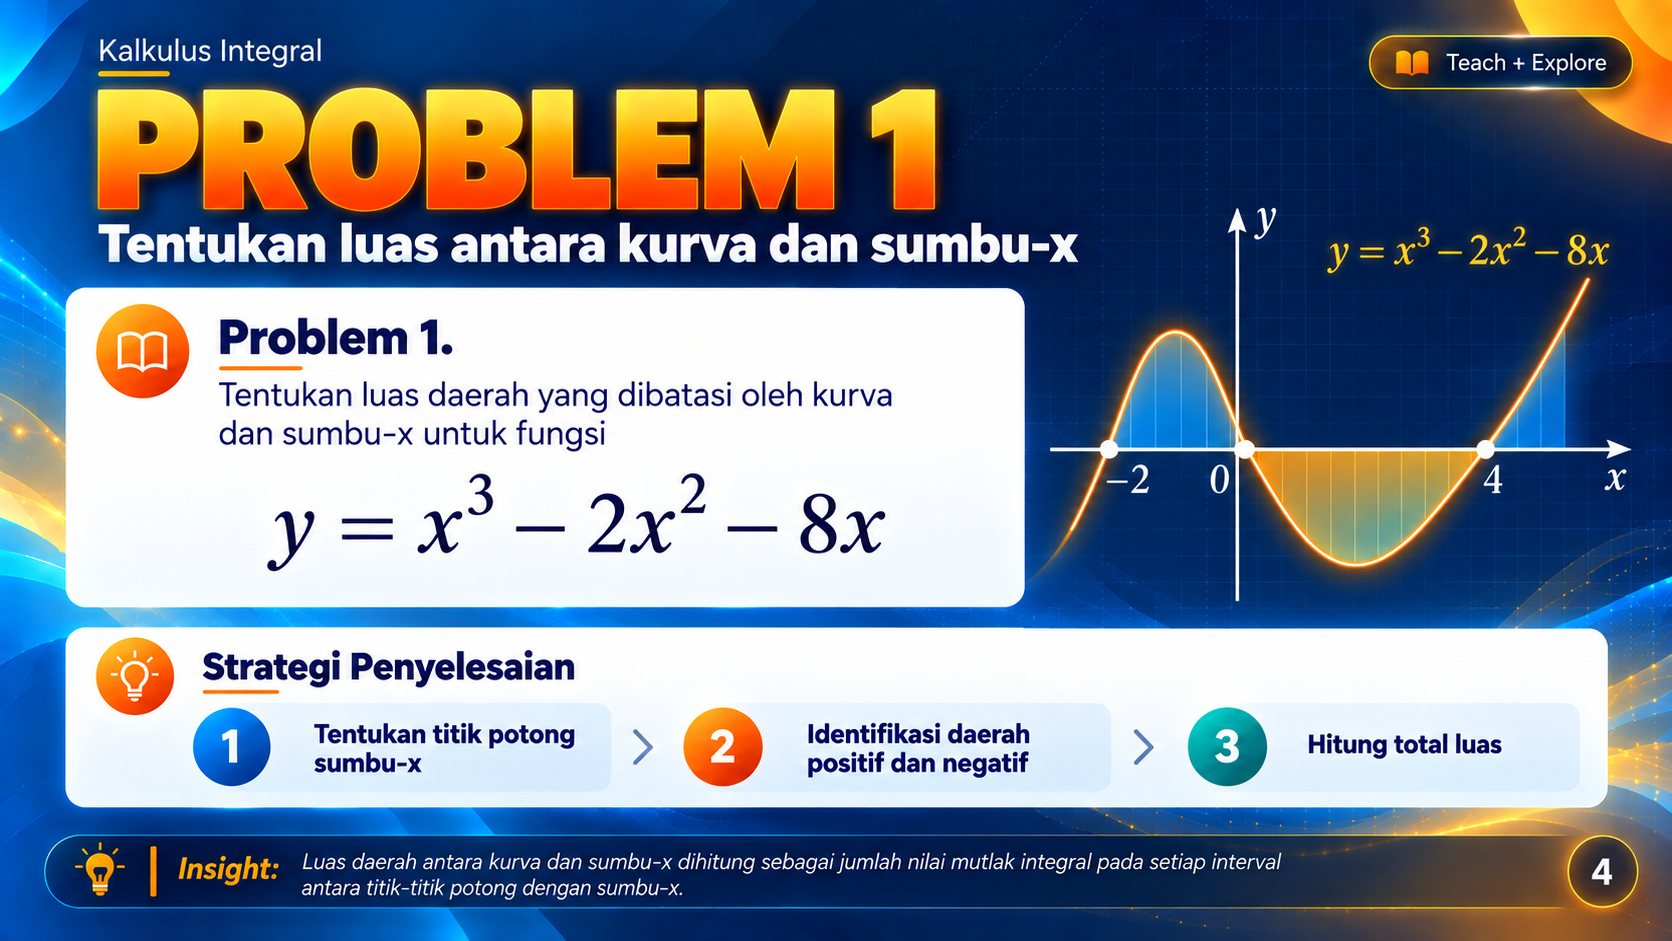 Kalkulus Integral
Teach + Explore
PROBLEM 1
Tentukan luas antara kurva dan sumbu-x
Problem 1.
Tentukan luas daerah yang dibatasi oleh kurva
dan sumbu-x untuk fungsi
y = x³ − 2x² − 8x
y
y = x³ − 2x² − 8x
−2
0
4
x
Strategi Penyelesaian
1
Tentukan titik potong
sumbu-x
2
Identifikasi daerah
positif dan negatif
3
Hitung total luas
Insight:
Luas daerah antara kurva dan sumbu-x dihitung sebagai jumlah nilai mutlak integral pada setiap interval
antara titik-titik potong dengan sumbu-x.
4